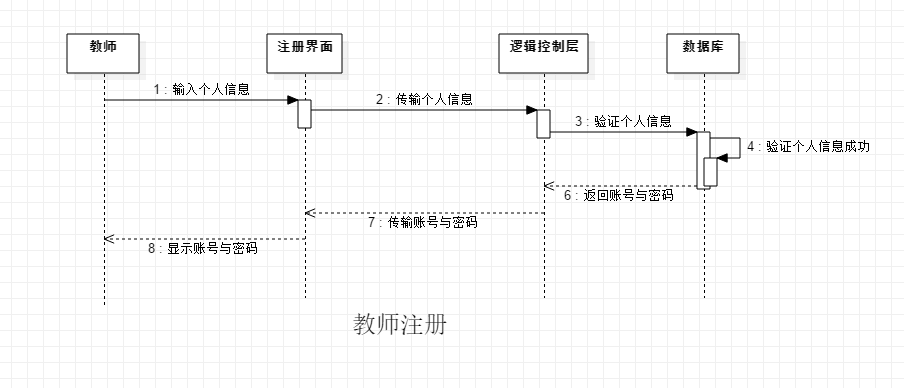 教师
注册界面
逻辑控制层
数据库
1 : 输入个人信息
2 : 传输个人信息
3 : 验证个人信息
4 : 验证个人信息成功
6 : 返回账号与密码
7 : 传输账号与密码
8 : 显示账号与密码
教师注册